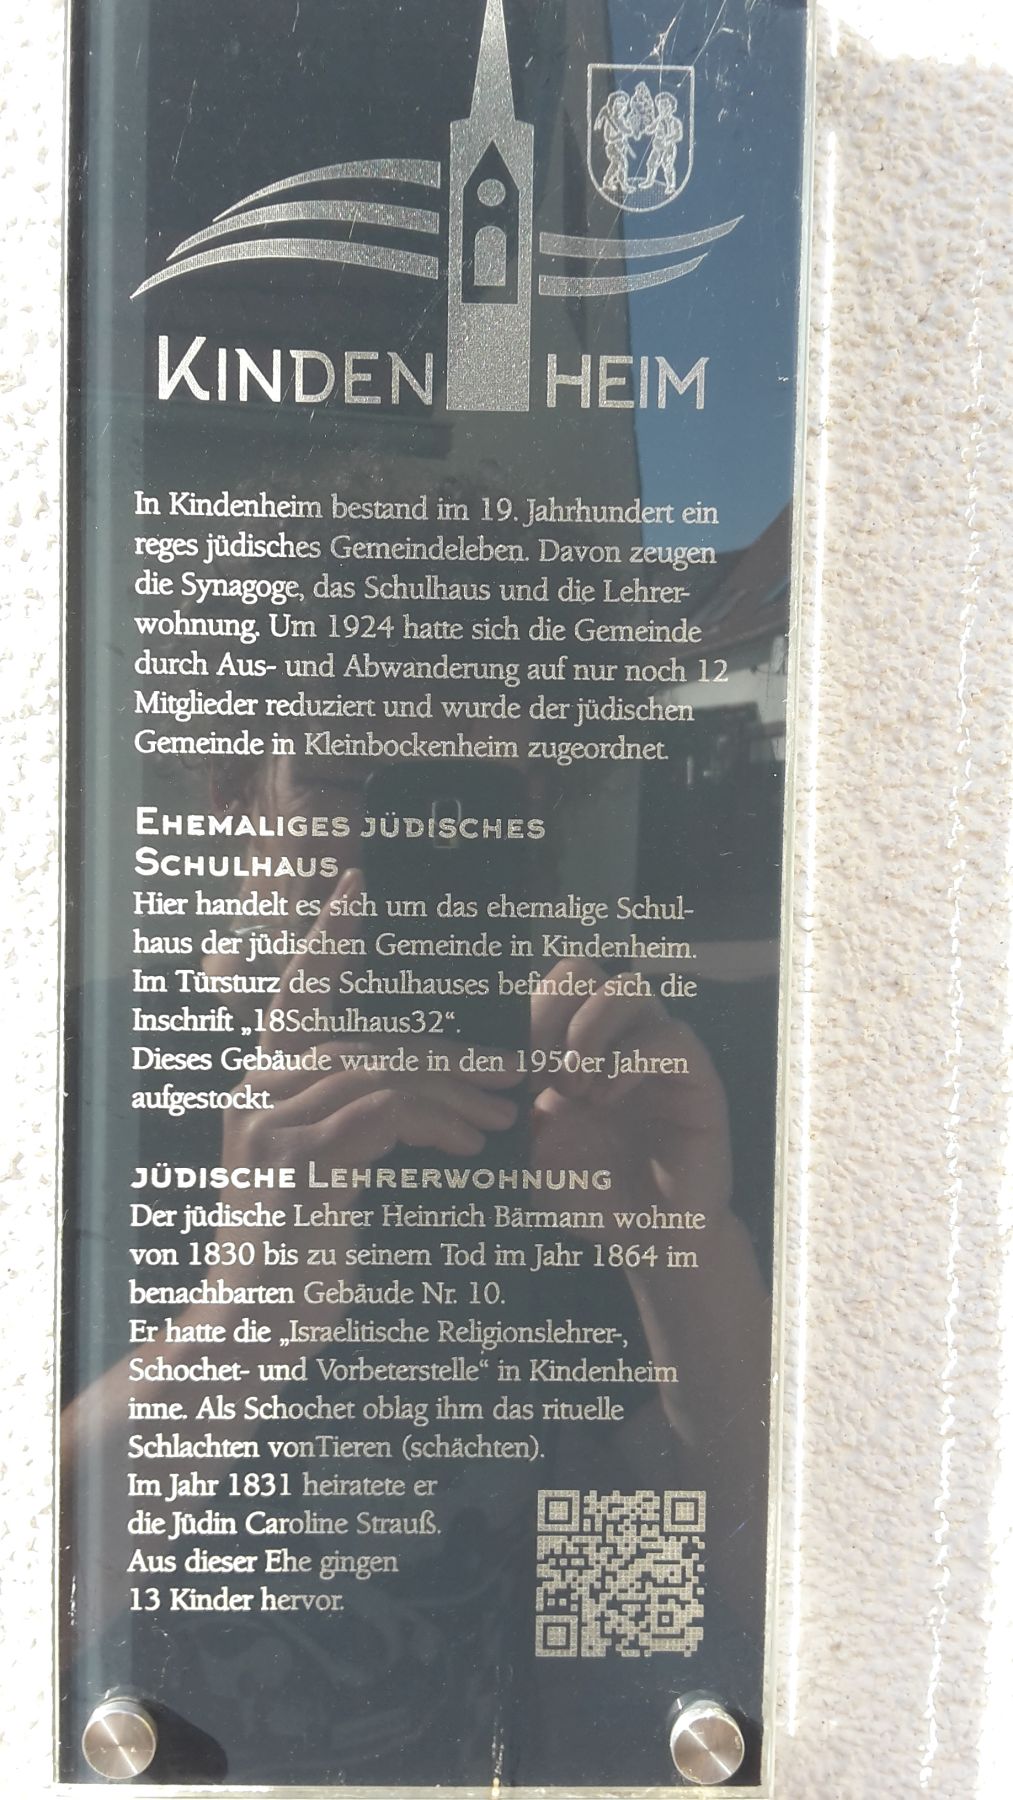 KINDENHEIM
In Kindenheim bestand im 19. Jahrhundert ein
reges jüdisches Gemeindeleben. Davon zeugen
die Synagoge, das Schulhaus und die Lehrer-
wohnung. Um 1924 hatte sich die Gemeinde
durch Aus- und Abwanderung auf nur noch 12
Mitglieder reduziert und wurde der jüdischen
Gemeinde in Kleinbockenheim zugeordnet.
EHEMALIGES JÜDISCHES
SCHULHAUS
Hier handelt es sich um das ehemalige Schul-
haus der jüdischen Gemeinde in Kindenheim.
Im Türsturz des Schulhauses befindet sich die
Inschrift „18Schulhaus32“.
Dieses Gebäude wurde in den 1950er Jahren
aufgestockt.
JÜDISCHE LEHRERWOHNUNG
Der jüdische Lehrer Heinrich Bärmann wohnte
von 1830 bis zu seinem Tod im Jahr 1864 im
benachbarten Gebäude Nr. 10.
Er hatte die „Israelitische Religionslehrer-,
Schochet- und Vorbeterstelle“ in Kindenheim
inne. Als Schochet oblag ihm das rituelle
Schlachten vonTieren (schächten).
Im Jahr 1831 heiratete er
die Jüdin Caroline Strauß.
Aus dieser Ehe gingen
13 Kinder hervor.